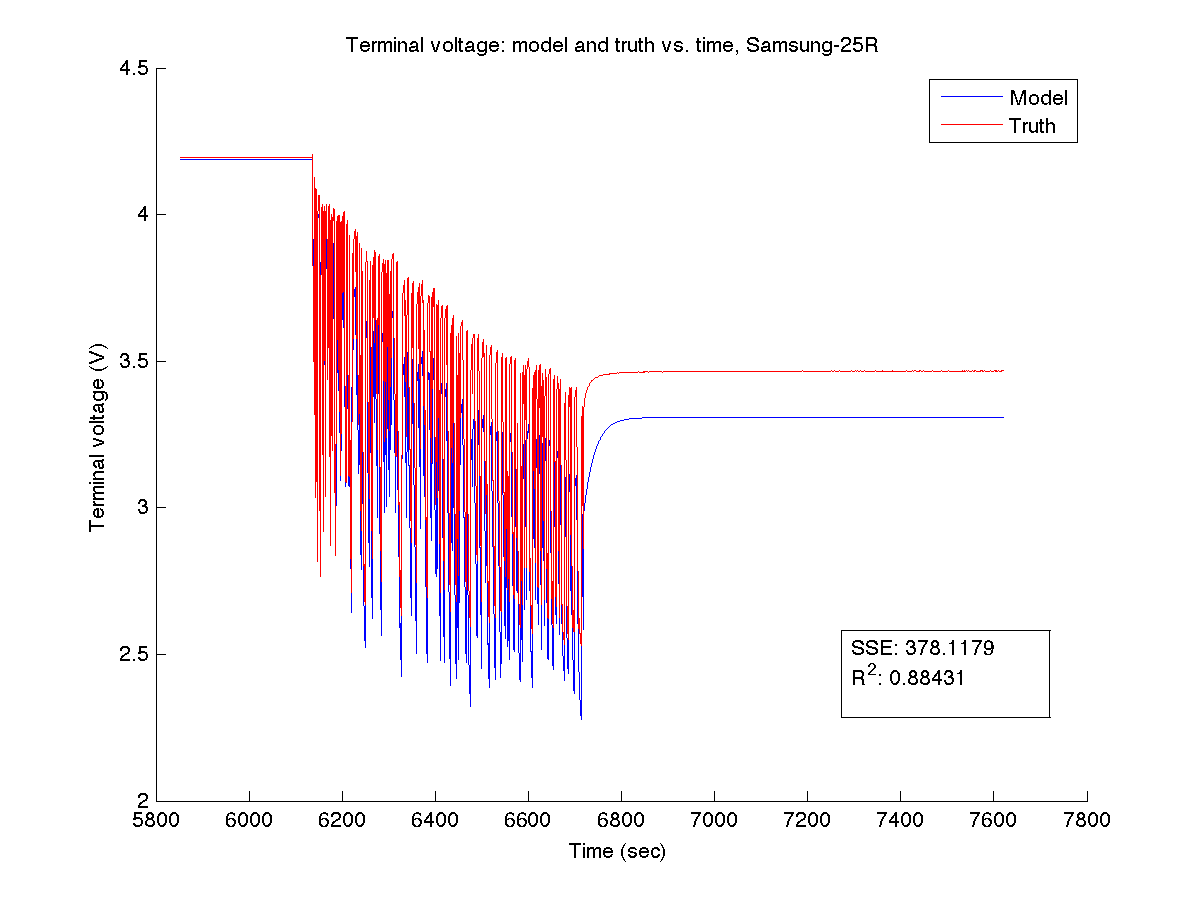 Terminal voltage: model and truth vs. time, Samsung-25R
4.5
Model
Truth
4
3.5
3
2.5
2
Terminal voltage (V)
SSE: 378.1179
R²: 0.88431
5800 6000 6200 6400 6600 6800 7000 7200 7400 7600 7800
Time (sec)